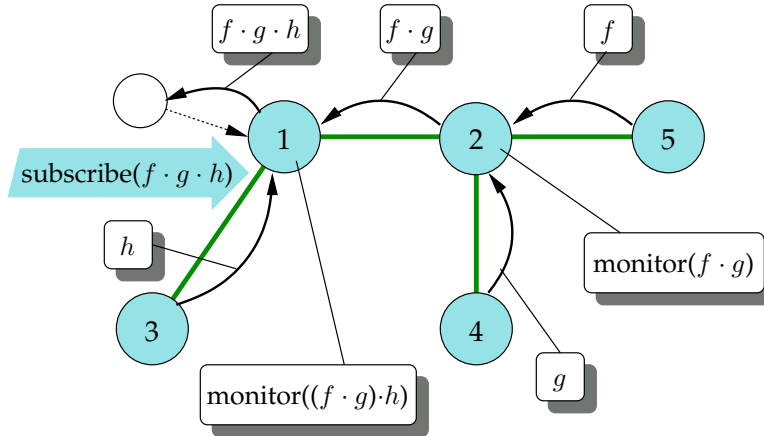 f · g · h
f · g
f
1
2
5
subscribe(f · g · h)
h
monitor(f · g)
3
4
g
monitor((f · g)·h)